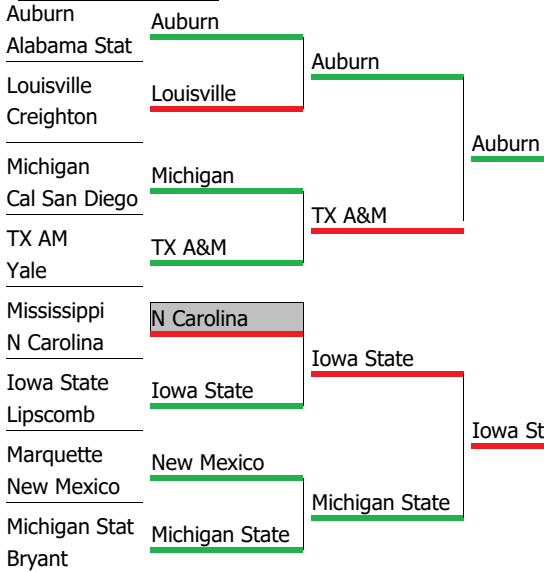 Auburn
Alabama Stat
Louisville
Creighton
Michigan
Cal San Diego
TX AM
Yale
Mississippi
N Carolina
Iowa State
Lipscomb
Marquette
New Mexico
Michigan Stat
Bryant
Auburn
Louisville
Michigan
TX A&M
N Carolina
Iowa State
New Mexico
Michigan State
Auburn
TX A&M
Iowa State
Michigan State
Auburn
Iowa St